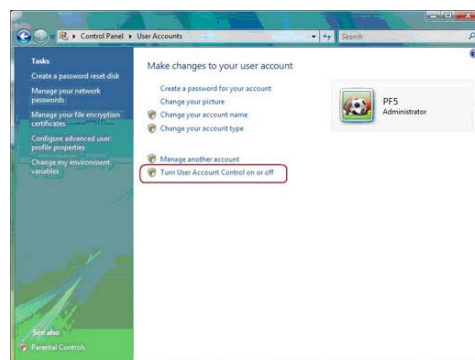 Control Panel ▸ User Accounts
Search
Tasks
Create a password reset disk
Manage your network
passwords
Manage your file encryption
certificates
Configure advanced user
profile properties
Change my environment
variables
See also
Parental Controls
Make changes to your user account
Create a password for your account
Change your picture
Change your account name
Change your account type
Manage another account
Turn User Account Control on or off
PF5
Administrator